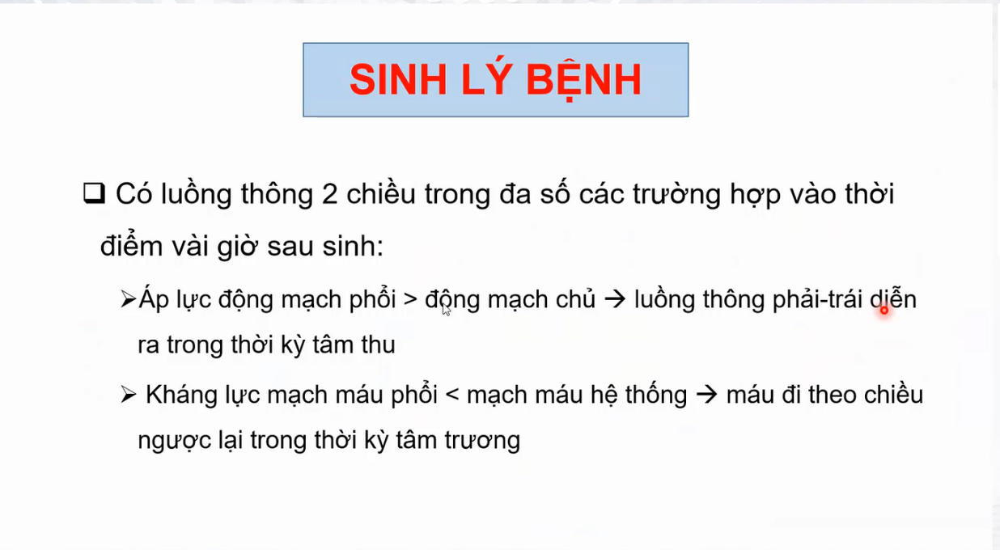 SINH LÝ BỆNH
❑ Có luồng thông 2 chiều trong đa số các trường hợp vào thời
điểm vài giờ sau sinh:
➢Áp lực động mạch phổi > động mạch chủ → luồng thông phải-trái diễn
ra trong thời kỳ tâm thu
➢ Kháng lực mạch máu phổi < mạch máu hệ thống → máu đi theo chiều
ngược lại trong thời kỳ tâm trương